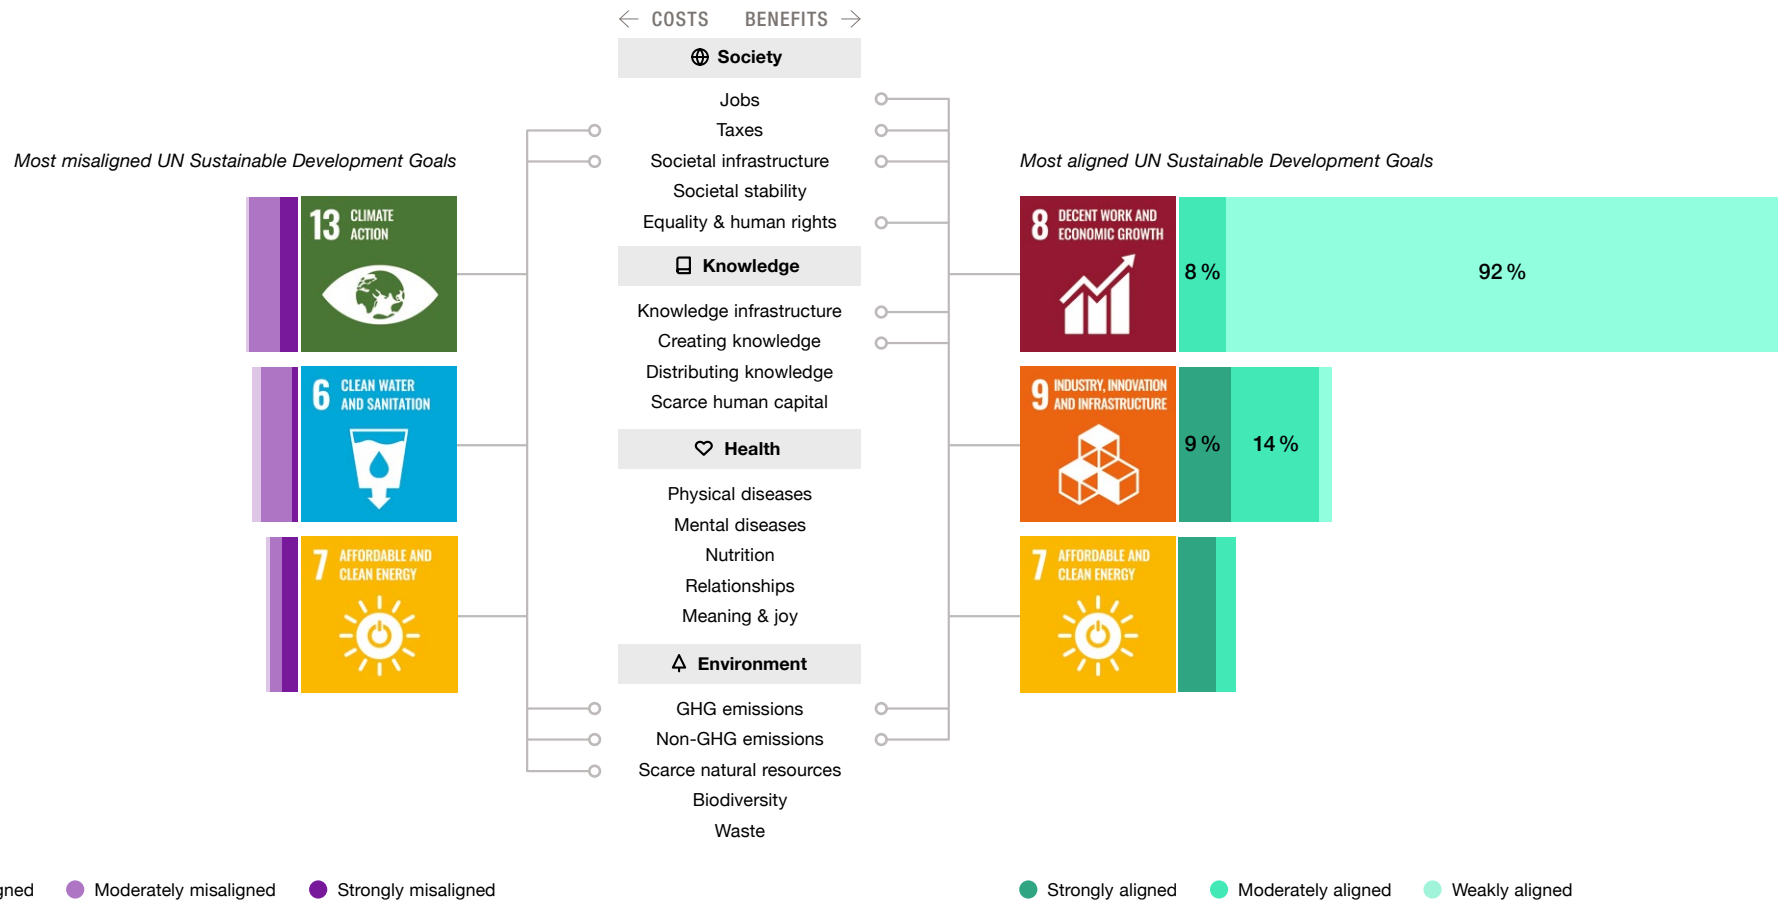 COSTS BENEFITS
Society
Jobs
Taxes
Societal infrastructure
Societal stability
Equality & human rights
Knowledge
Knowledge infrastructure
Creating knowledge
Distributing knowledge
Scarce human capital
Health
Physical diseases
Mental diseases
Nutrition
Relationships
Meaning & joy
Environment
GHG emissions
Non-GHG emissions
Scarce natural resources
Biodiversity
Waste
Most misaligned UN Sustainable Development Goals
13 CLIMATE
ACTION
6 CLEAN WATER
AND SANITATION
7 AFFORDABLE AND
CLEAN ENERGY
gned Moderately misaligned Strongly misaligned
Most aligned UN Sustainable Development Goals
8 DECENT WORK AND
ECONOMIC GROWTH
8 % 92 %
9 INDUSTRY, INNOVATION
AND INFRASTRUCTURE
9 % 14 %
7 AFFORDABLE AND
CLEAN ENERGY
Strongly aligned Moderately aligned Weakly aligned